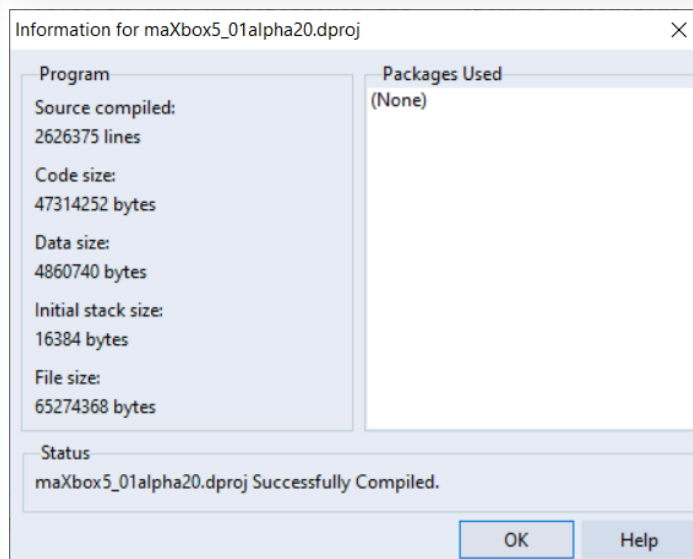 Information for maXbox5_01alpha20.dproj
Program
Source compiled:
2626375 lines
Code size:
47314252 bytes
Data size:
4860740 bytes
Initial stack size:
16384 bytes
File size:
65274368 bytes
Packages Used
(None)
Status
maXbox5_01alpha20.dproj Successfully Compiled.
OK
Help